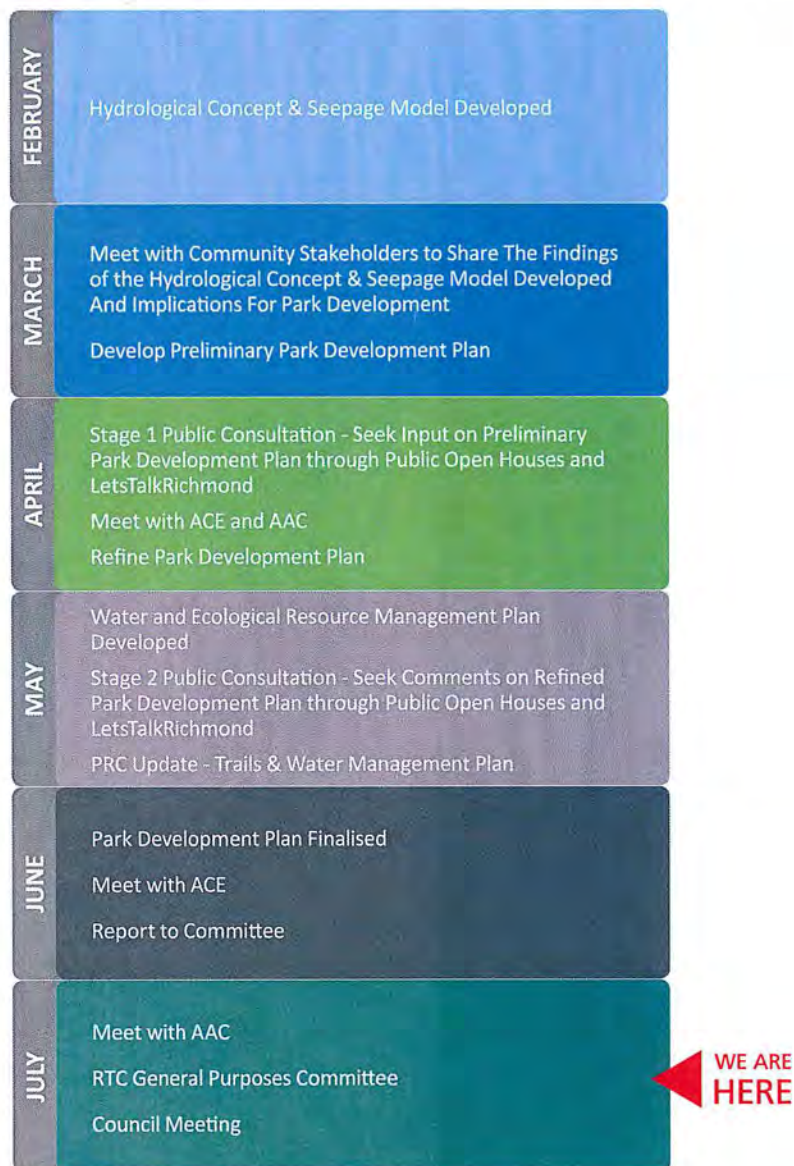 FEBRUARY
Hydrological Concept & Seepage Model Developed
MARCH
Meet with Community Stakeholders to Share The Findings
of the Hydrological Concept & Seepage Model Developed
And Implications For Park Development
Develop Preliminary Park Development Plan
APRIL
Stage 1 Public Consultation - Seek Input on Preliminary
Park Development Plan through Public Open Houses and
LetsTalkRichmond
Meet with ACE and AAC
Refine Park Development Plan
MAY
Water and Ecological Resource Management Plan
Developed
Stage 2 Public Consultation - Seek Comments on Refined
Park Development Plan through Public Open Houses and
LetsTalkRichmond
PRC Update - Trails & Water Management Plan
JUNE
Park Development Plan Finalised
Meet with ACE
Report to Committee
JULY
Meet with AAC
RTC General Purposes Committee
Council Meeting
WE ARE
HERE